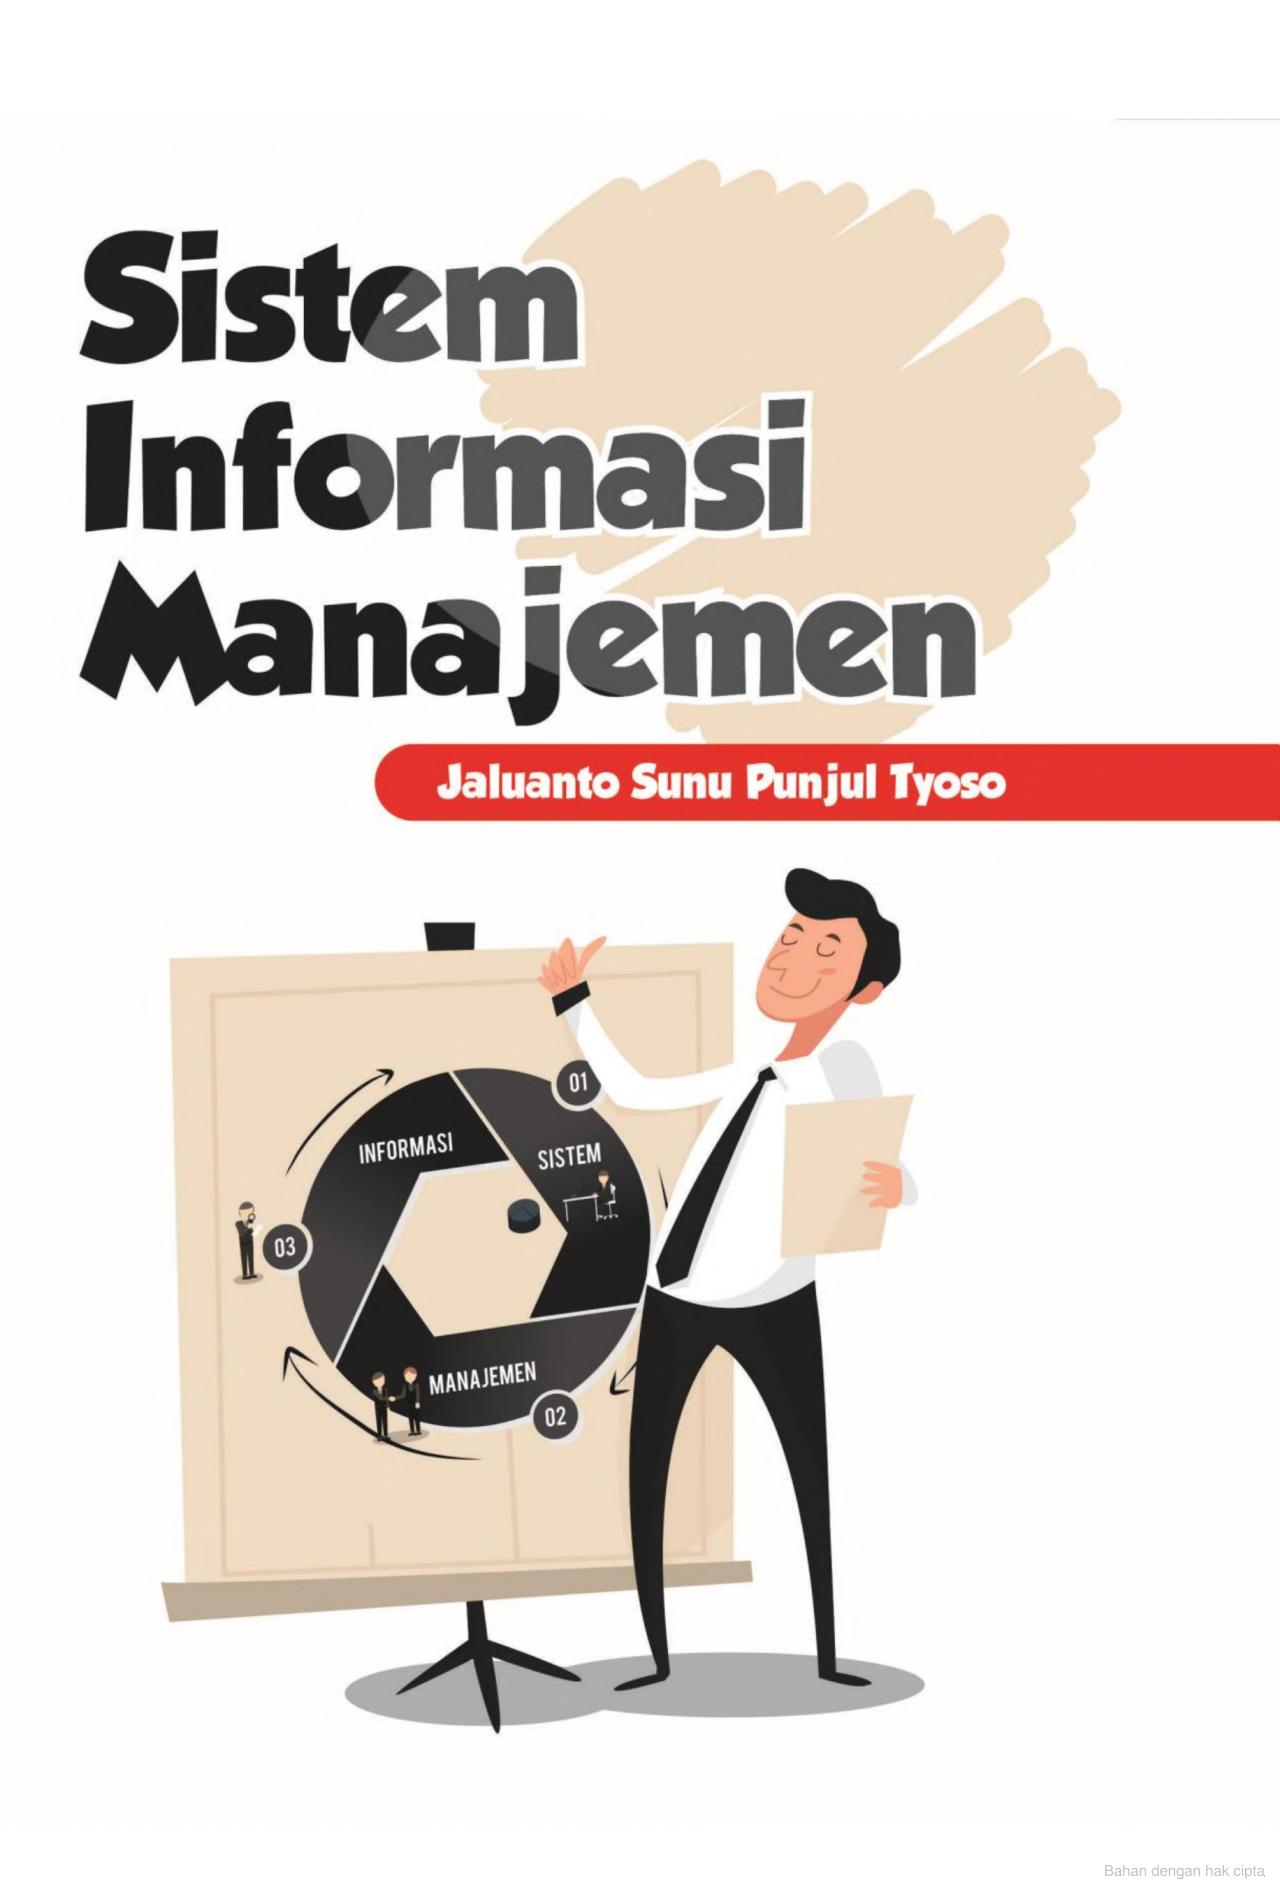 Sistem
Informasi
Manajemen
Jaluanto Sunu Punjul Tyoso
01
INFORMASI
SISTEM
03
MANAJEMEN
02
Bahan dengan hak cipta